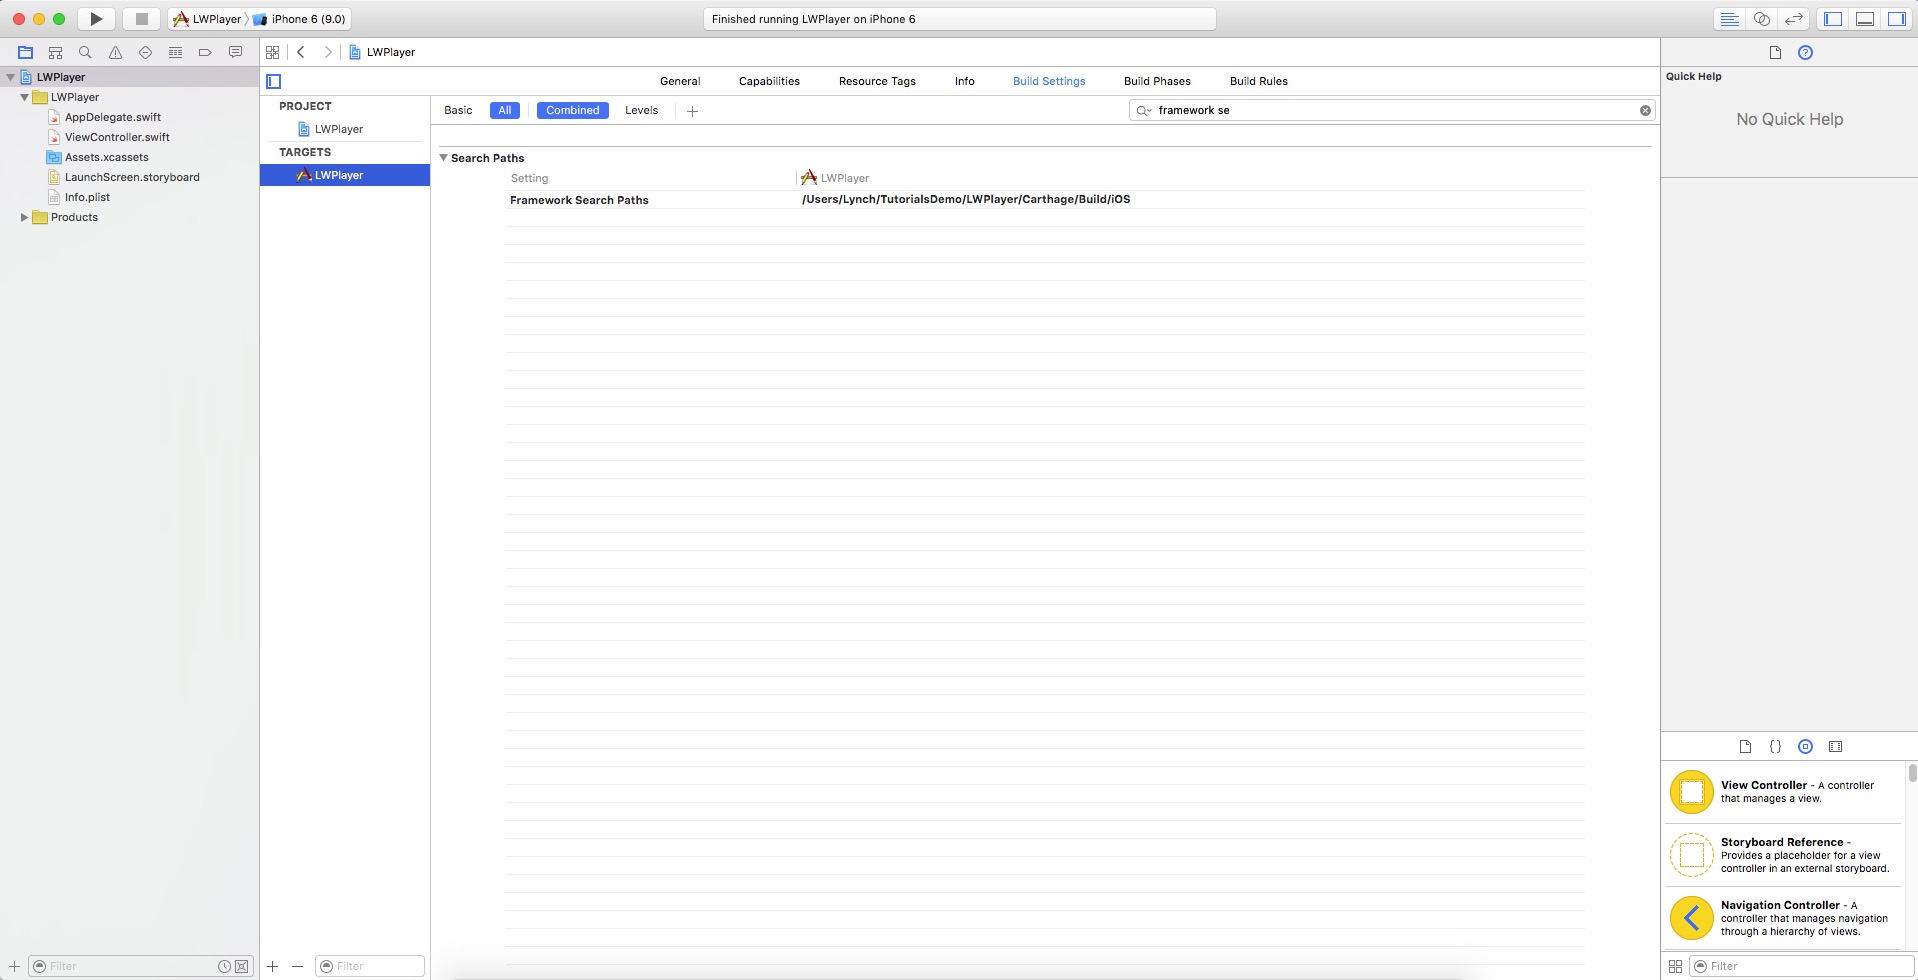 LWPlayer
iPhone 6 (9.0)
Finished running LWPlayer on iPhone 6
LWPlayer
LWPlayer
AppDelegate.swift
ViewController.swift
Assets.xcassets
LaunchScreen.storyboard
Info.plist
Products
Filter
LWPlayer
General
Capabilities
Resource Tags
Info
Build Settings
Build Phases
Build Rules
PROJECT
LWPlayer
TARGETS
LWPlayer
Filter
Basic
All
Combined
Levels
framework se
Search Paths
Setting
LWPlayer
Framework Search Paths
/Users/Lynch/TutorialsDemo/LWPlayer/Carthage/Build/iOS
Quick Help
No Quick Help
View Controller - A controller
that manages a view.
Storyboard Reference -
Provides a placeholder for a view
controller in an external storyboard.
Navigation Controller - A
controller that manages navigation
through a hierarchy of views.
Filter